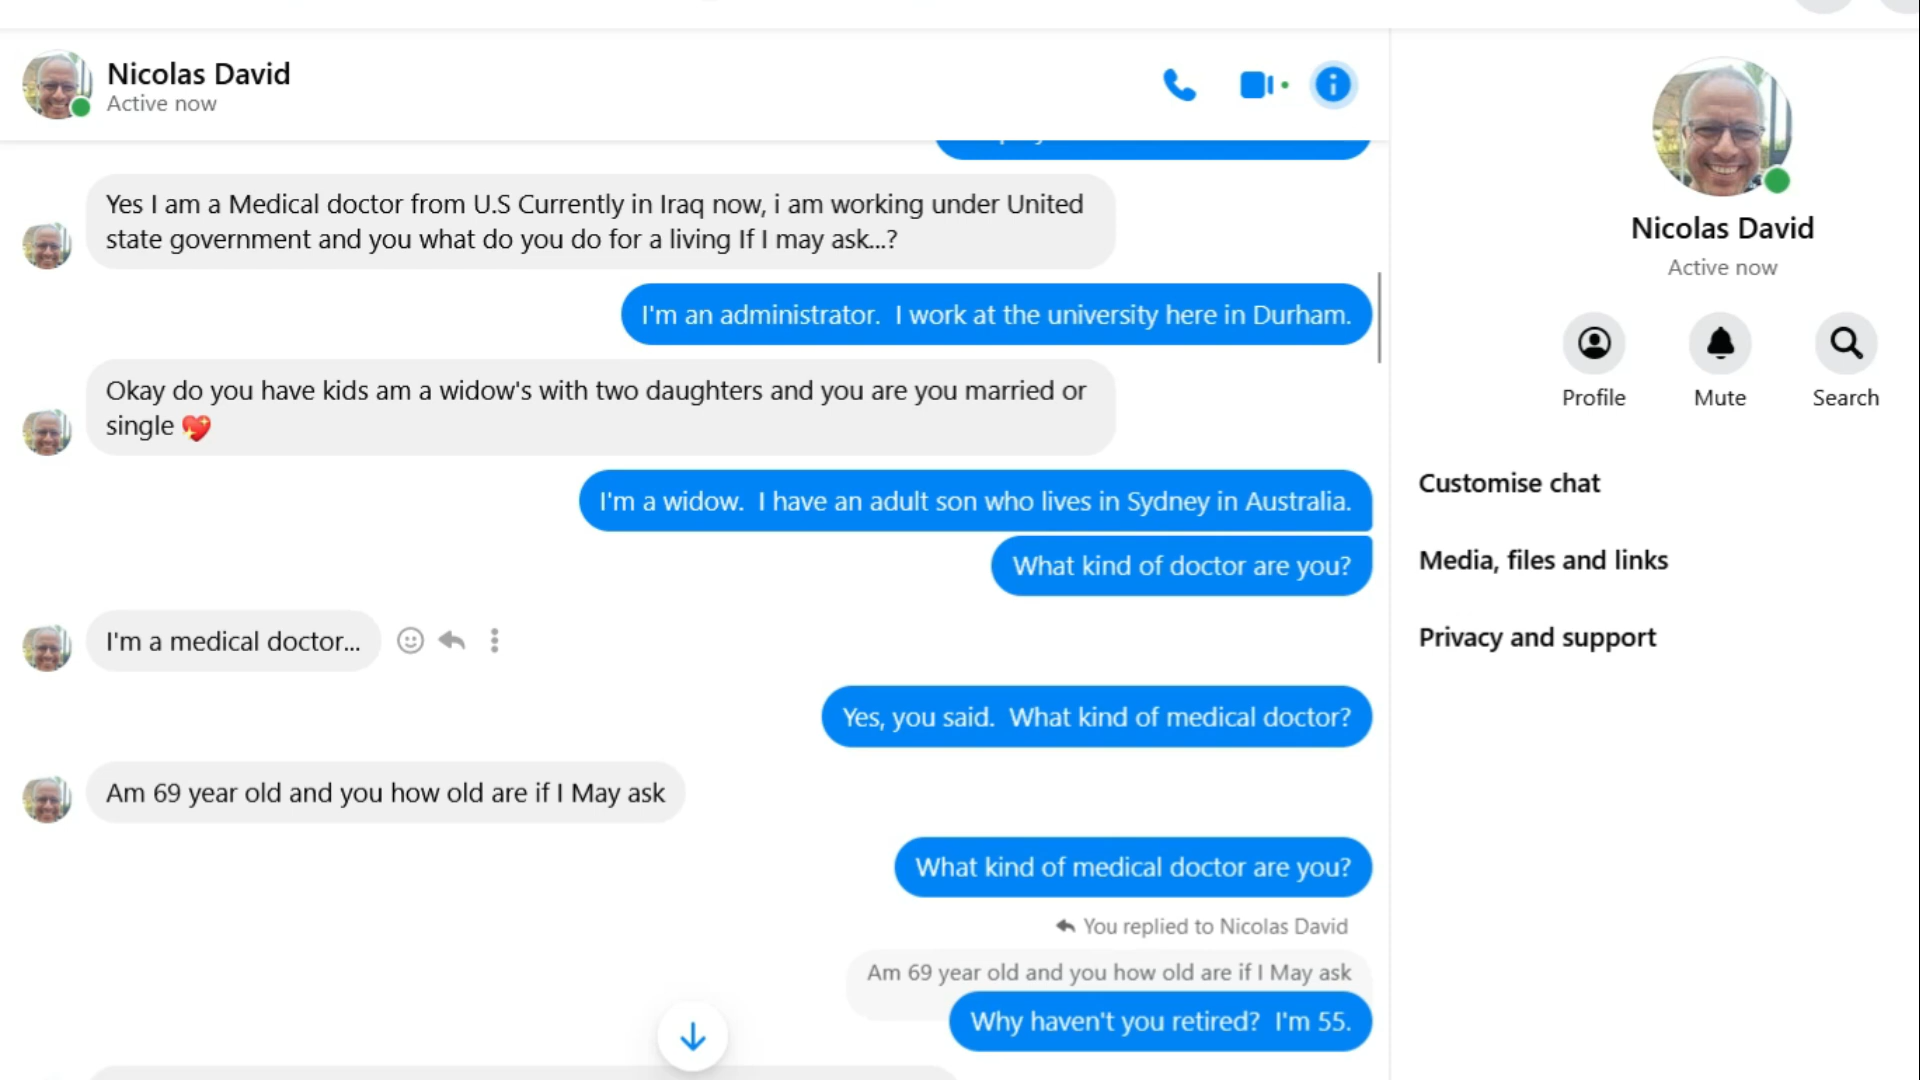 Nicolas David
Active now
Yes I am a Medical doctor from U.S Currently in Iraq now, i am working under United
state government and you what do you do for a living If I may ask...?
I'm an administrator.  I work at the university here in Durham.
Okay do you have kids am a widow's with two daughters and you are you married or
single 💖
I'm a widow.  I have an adult son who lives in Sydney in Australia.
What kind of doctor are you?
I'm a medical doctor...
Yes, you said.  What kind of medical doctor?
Am 69 year old and you how old are if I May ask
What kind of medical doctor are you?
You replied to Nicolas David
Am 69 year old and you how old are if I May ask
Why haven't you retired?  I'm 55.
Nicolas David
Active now
Profile
Mute
Search
Customise chat
Media, files and links
Privacy and support